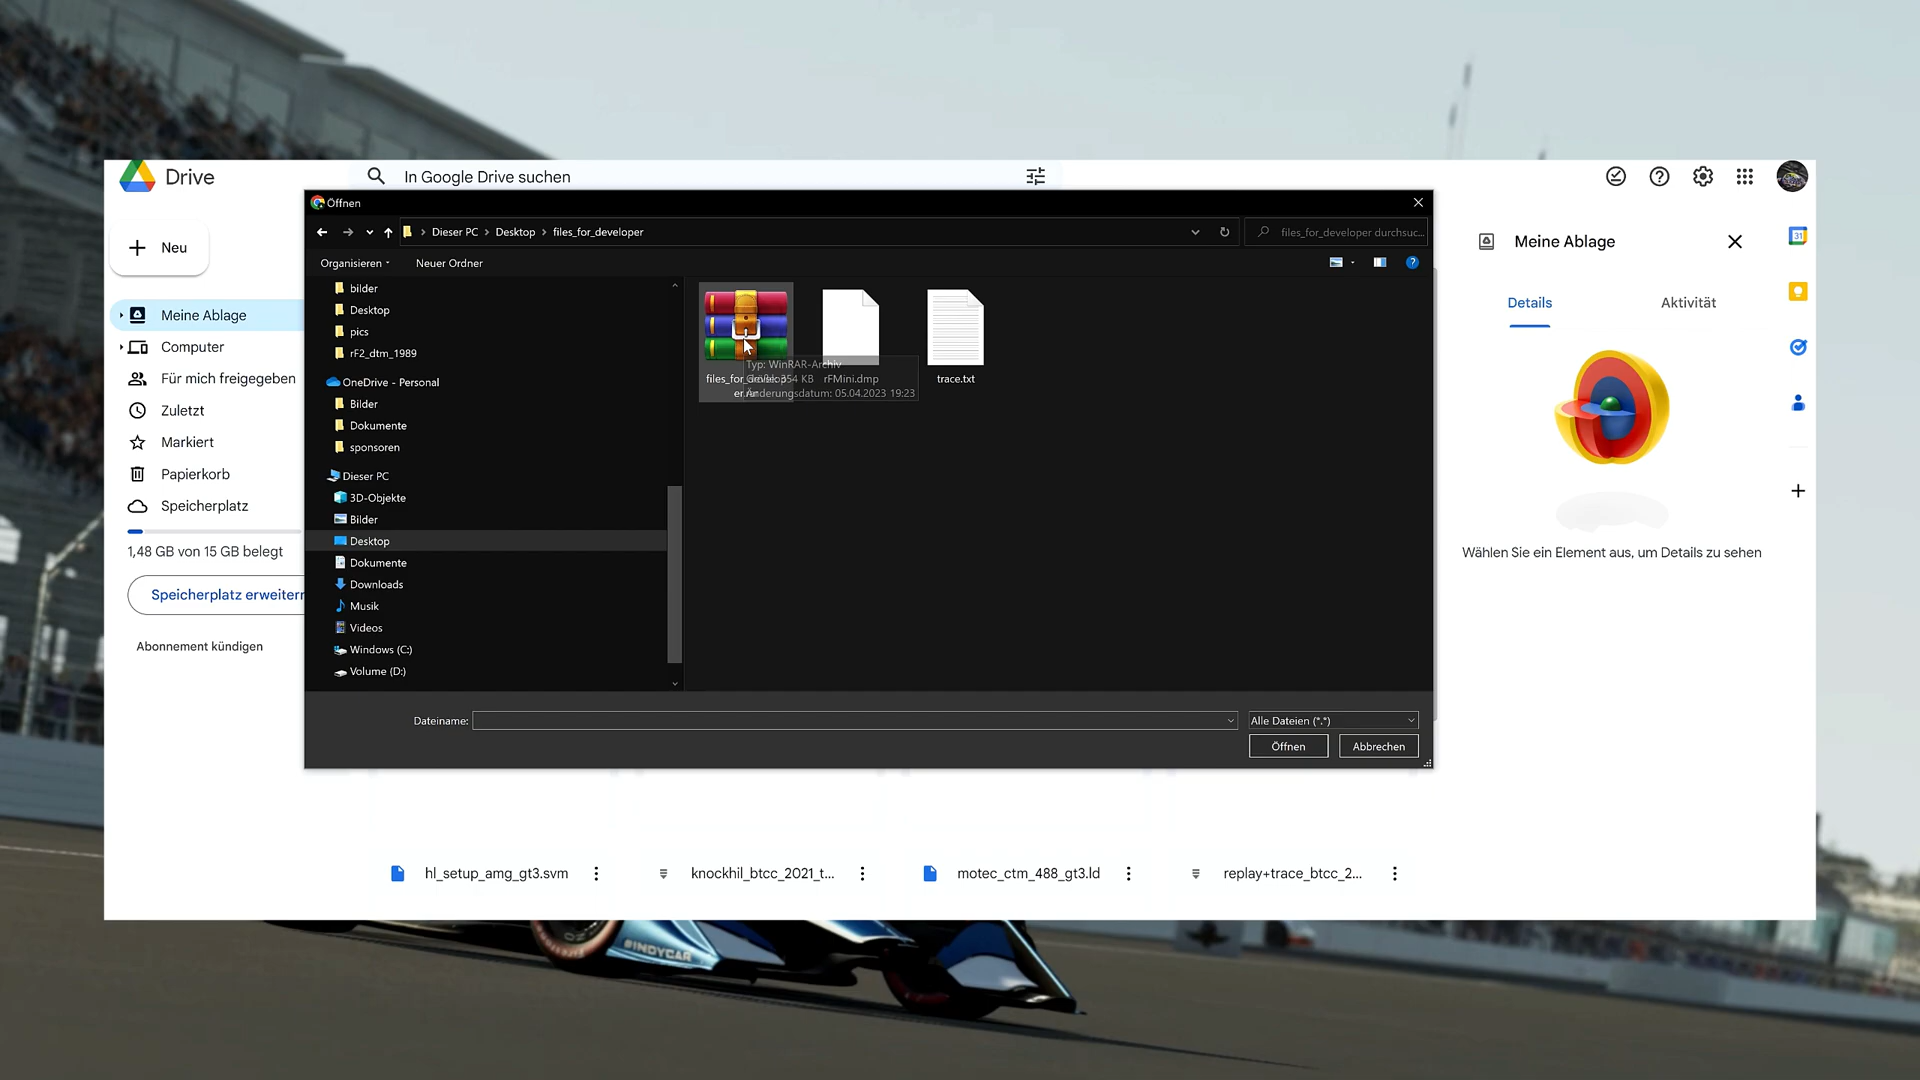 Drive
In Google Drive suchen
Öffnen
Dieser PC
Desktop
files_for_developer
files_for_developer durchsuc...
Organisieren
Neuer Ordner
Neu
Meine Ablage
Computer
Für mich freigegeben
Zuletzt
Markiert
Papierkorb
Speicherplatz
1,48 GB von 15 GB belegt
Speicherplatz erweitern
Abonnement kündigen
bilder
Desktop
pics
rF2_dtm_1989
OneDrive - Personal
Bilder
Dokumente
sponsoren
Dieser PC
3D-Objekte
Bilder
Desktop
Dokumente
Downloads
Musik
Videos
Windows (C:)
Volume (D:)
Typ: WinRAR-Archiv
354 KB
rFMini.dmp
trace.txt
Änderungsdatum: 05.04.2023 19:23
Dateiname:
Alle Dateien (*.*)
Öffnen
Abbrechen
Meine Ablage
Details
Aktivität
31
Wählen Sie ein Element aus, um Details zu sehen
hl_setup_amg_gt3.svm
knockhil_btcc_2021_t...
motec_ctm_488_gt3.ld
replay+trace_btcc_2...
#INDYCAR